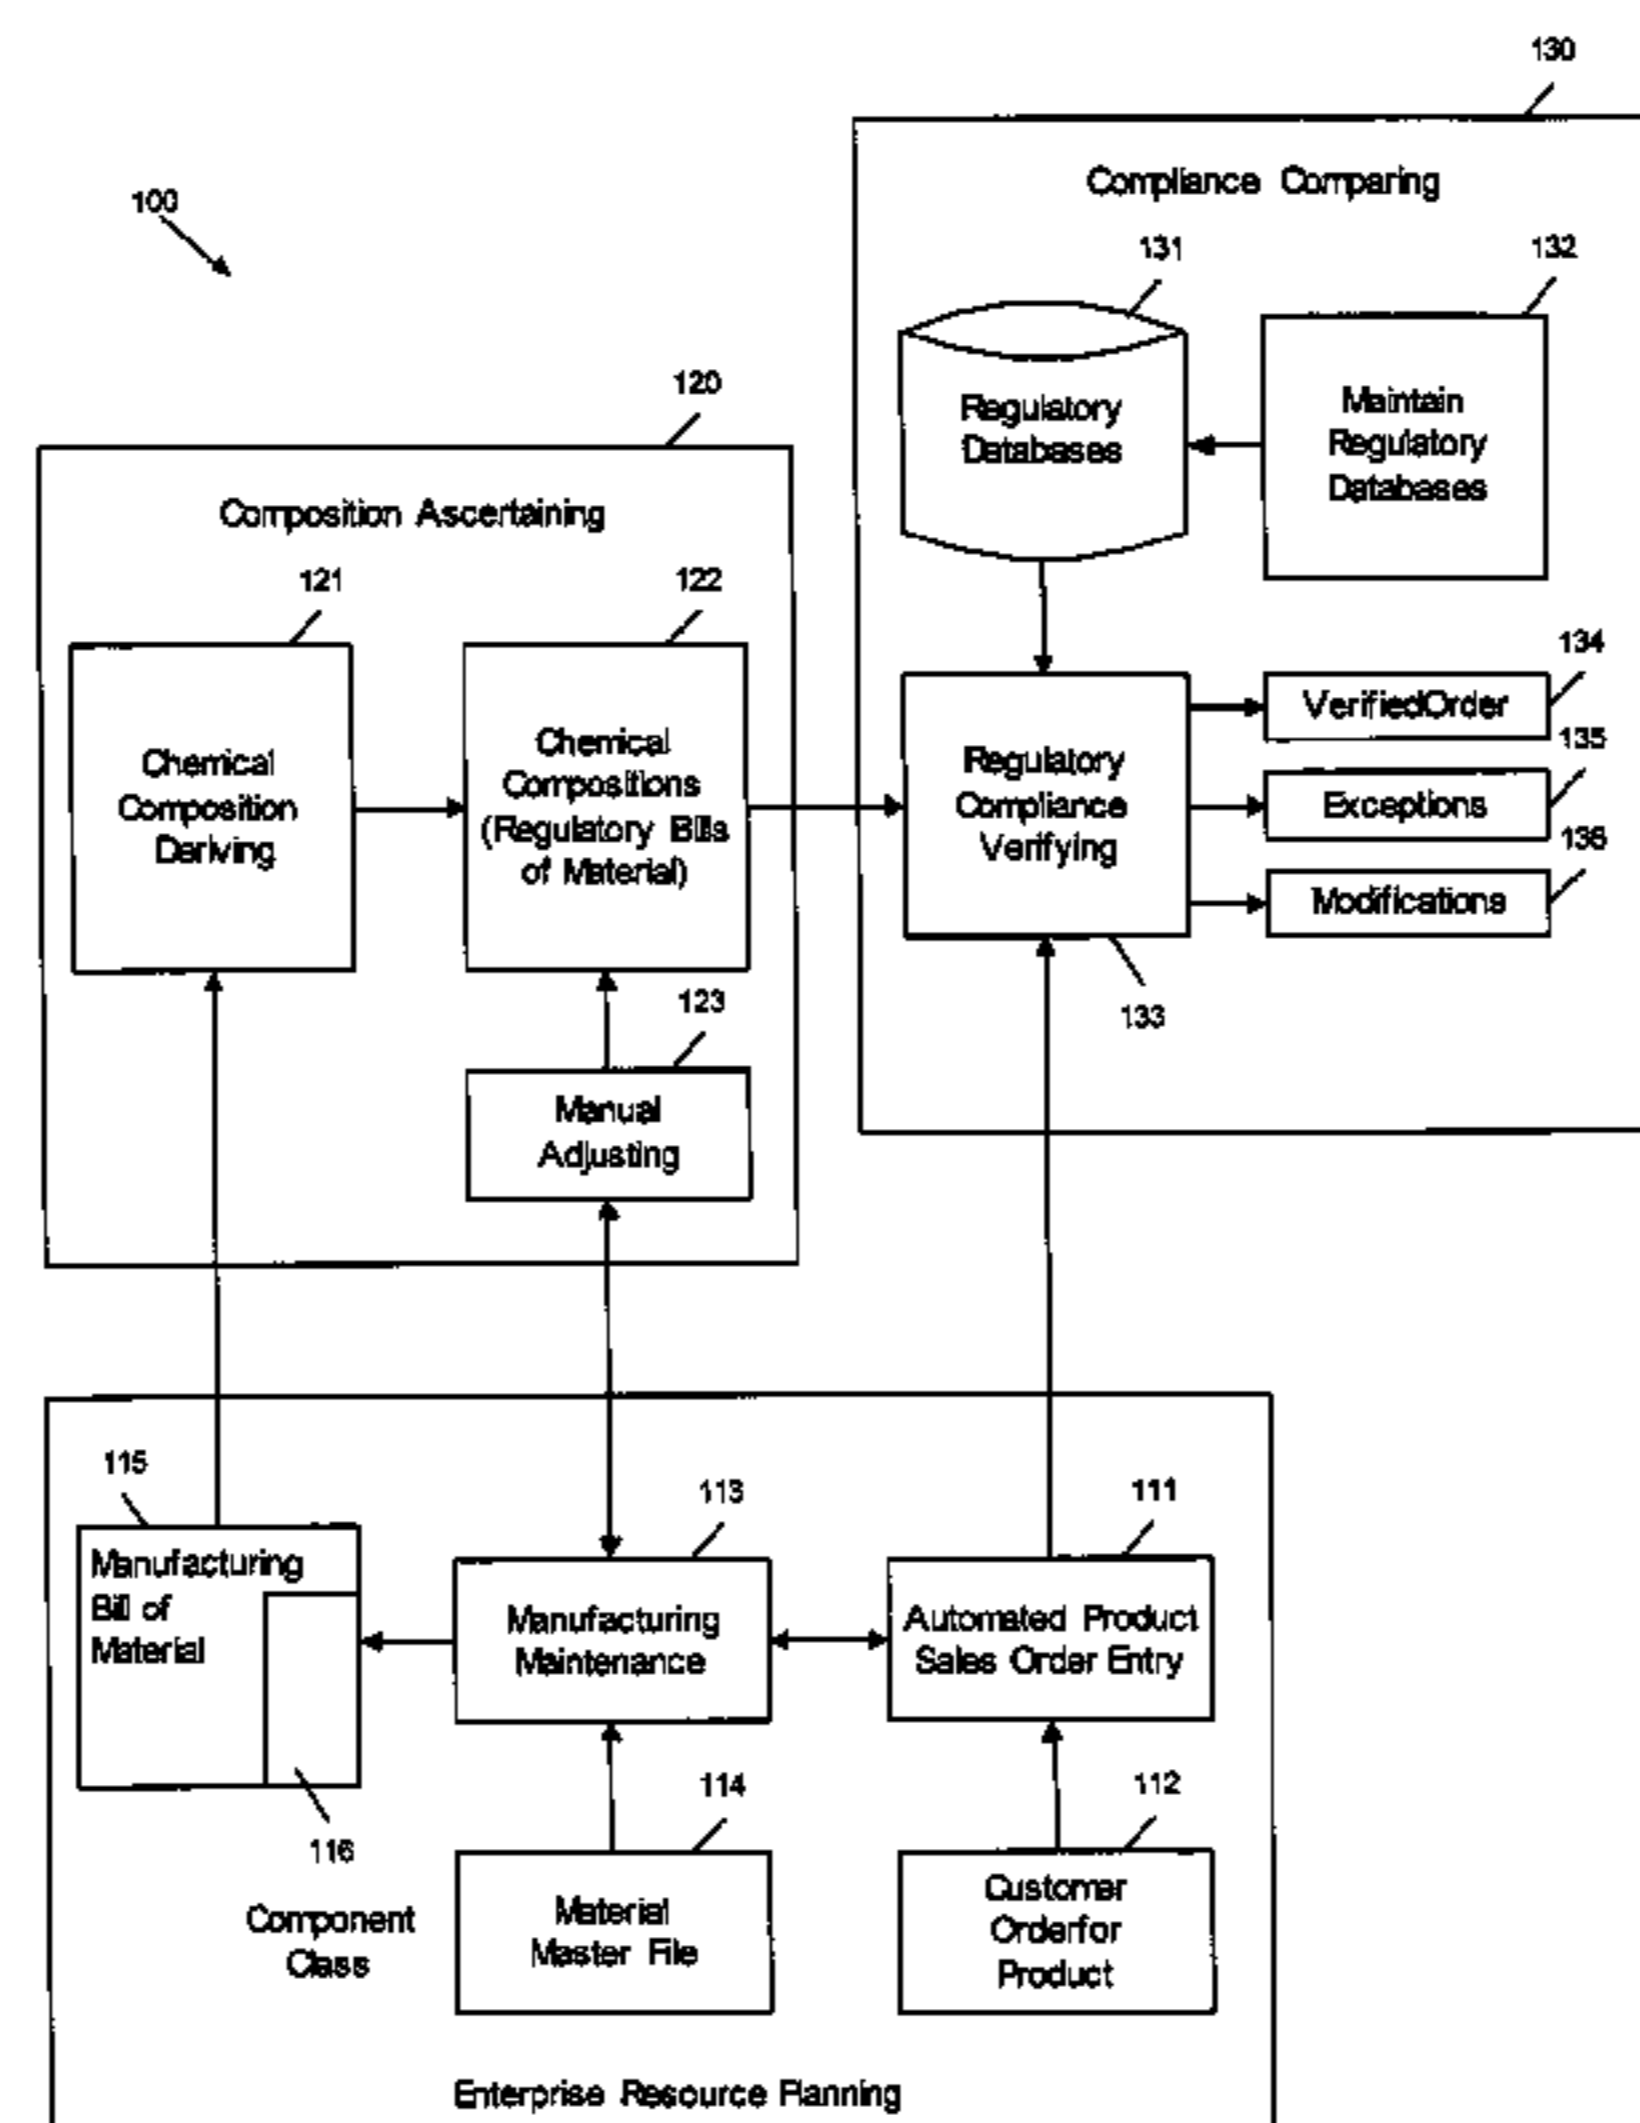 130
Compliance Comparing
100
131
132
Regulatory
Databases
Maintain
Regulatory
Databases
120
Composition Ascertaining
121
122
Chemical
Composition
Deriving
Chemical
Compositions
(Regulatory Bills
of Material)
123
Manual
Adjusting
Regulatory
Compliance
Verifying
133
134
VerifiedOrder
135
Exceptions
136
Modifications
115
Manufacturing
Bill of
Material
116
Component
Class
113
Manufacturing
Maintenance
111
Automated Product
Sales Order Entry
114
Material
Master File
112
Customer
Orderfor
Product
Enterprise Resource Planning